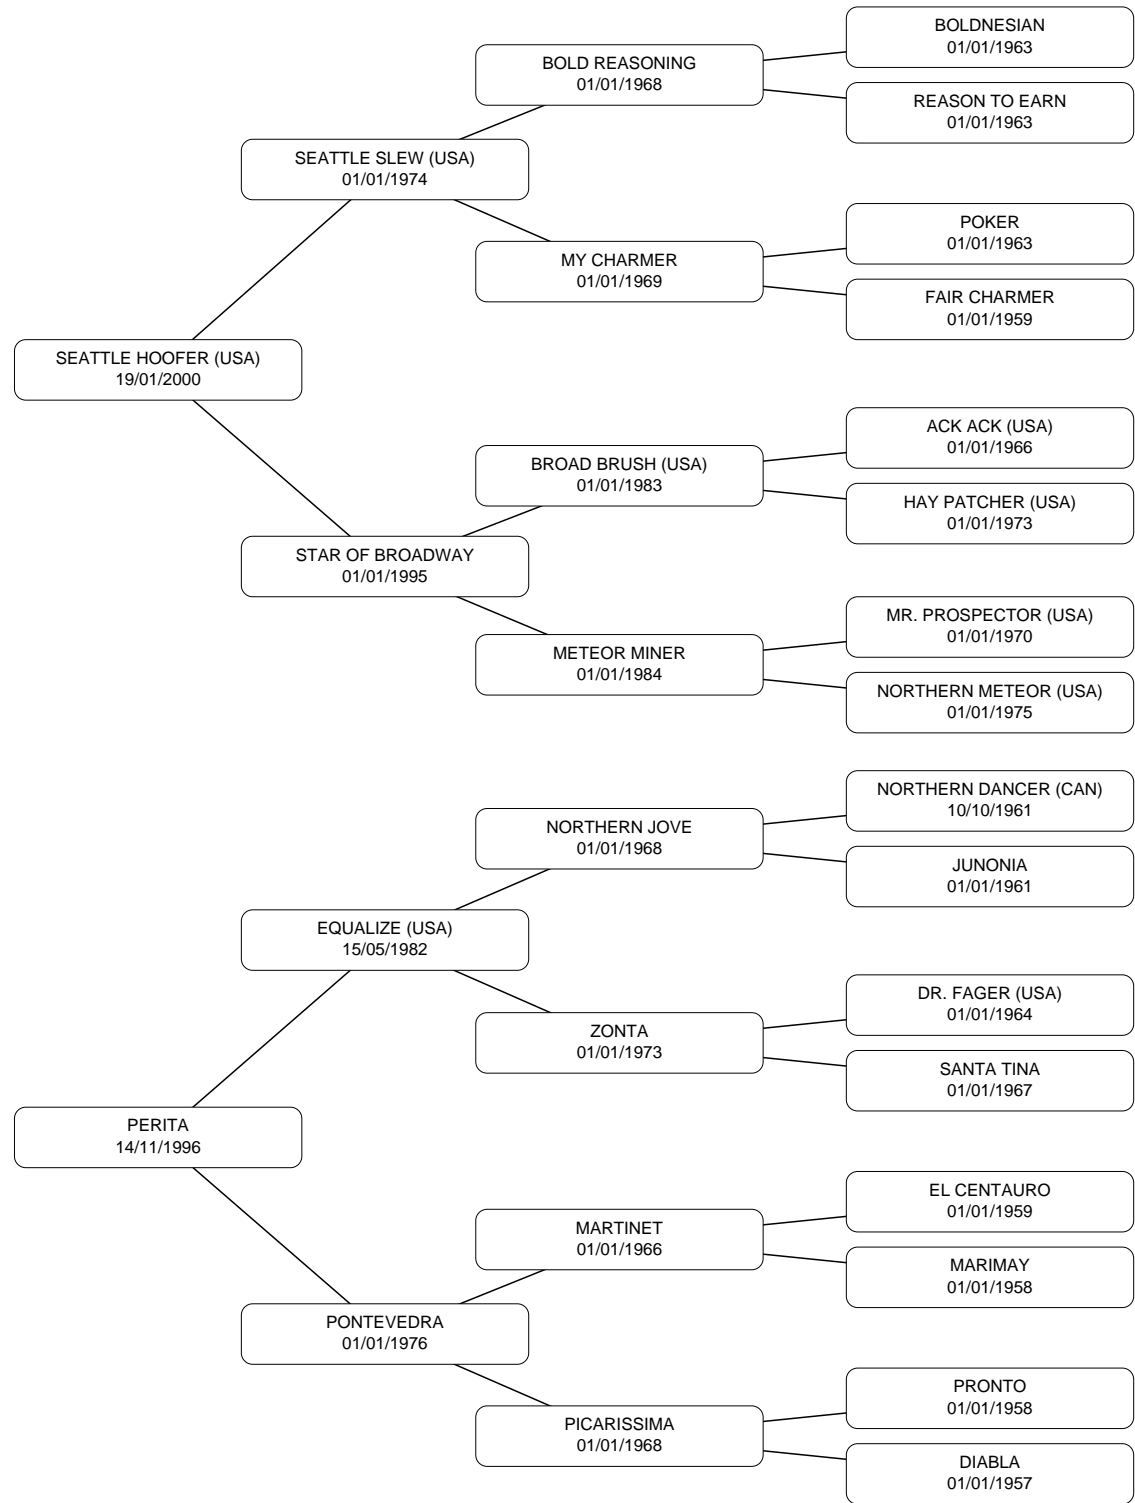 BOLDNESIAN
01/01/1963
BOLD REASONING
01/01/1968
REASON TO EARN
01/01/1963
SEATTLE SLEW (USA)
01/01/1974
POKER
01/01/1963
MY CHARMER
01/01/1969
FAIR CHARMER
01/01/1959
SEATTLE HOOFER (USA)
19/01/2000
ACK ACK (USA)
01/01/1966
BROAD BRUSH (USA)
01/01/1983
HAY PATCHER (USA)
01/01/1973
STAR OF BROADWAY
01/01/1995
MR. PROSPECTOR (USA)
01/01/1970
METEOR MINER
01/01/1984
NORTHERN METEOR (USA)
01/01/1975
NORTHERN DANCER (CAN)
10/10/1961
NORTHERN JOVE
01/01/1968
JUNONIA
01/01/1961
EQUALIZE (USA)
15/05/1982
DR. FAGER (USA)
01/01/1964
ZONTA
01/01/1973
SANTA TINA
01/01/1967
PERITA
14/11/1996
EL CENTAURO
01/01/1959
MARTINET
01/01/1966
MARIMAY
01/01/1958
PONTEVEDRA
01/01/1976
PRONTO
01/01/1958
PICARISSIMA
01/01/1968
DIABLA
01/01/1957